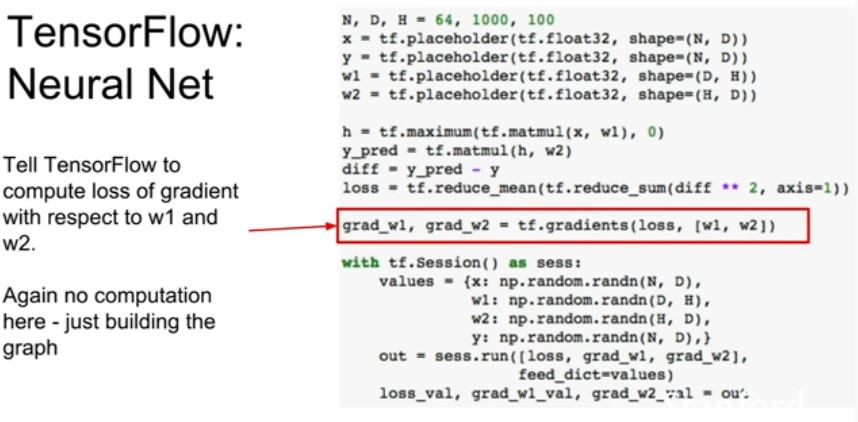 TensorFlow:
Neural Net
Tell TensorFlow to
compute loss of gradient
with respect to w1 and
w2.
Again no computation
here - just building the
graph
N, D, H = 64, 1000, 100
x = tf.placeholder(tf.float32, shape=(N, D))
y = tf.placeholder(tf.float32, shape=(N, D))
w1 = tf.placeholder(tf.float32, shape=(D, H))
w2 = tf.placeholder(tf.float32, shape=(H, D))
h = tf.maximum(tf.matmul(x, w1), 0)
y_pred = tf.matmul(h, w2)
diff = y_pred - y
loss = tf.reduce_mean(tf.reduce_sum(diff ** 2, axis=1))
grad_w1, grad_w2 = tf.gradients(loss, [w1, w2])
with tf.Session() as sess:
values = {x: np.random.randn(N, D),
w1: np.random.randn(D, H),
w2: np.random.randn(H, D),
y: np.random.randn(N, D),}
out = sess.run([loss, grad_w1, grad_w2],
feed_dict=values)
loss_val, grad_w1_val, grad_w2_val = out